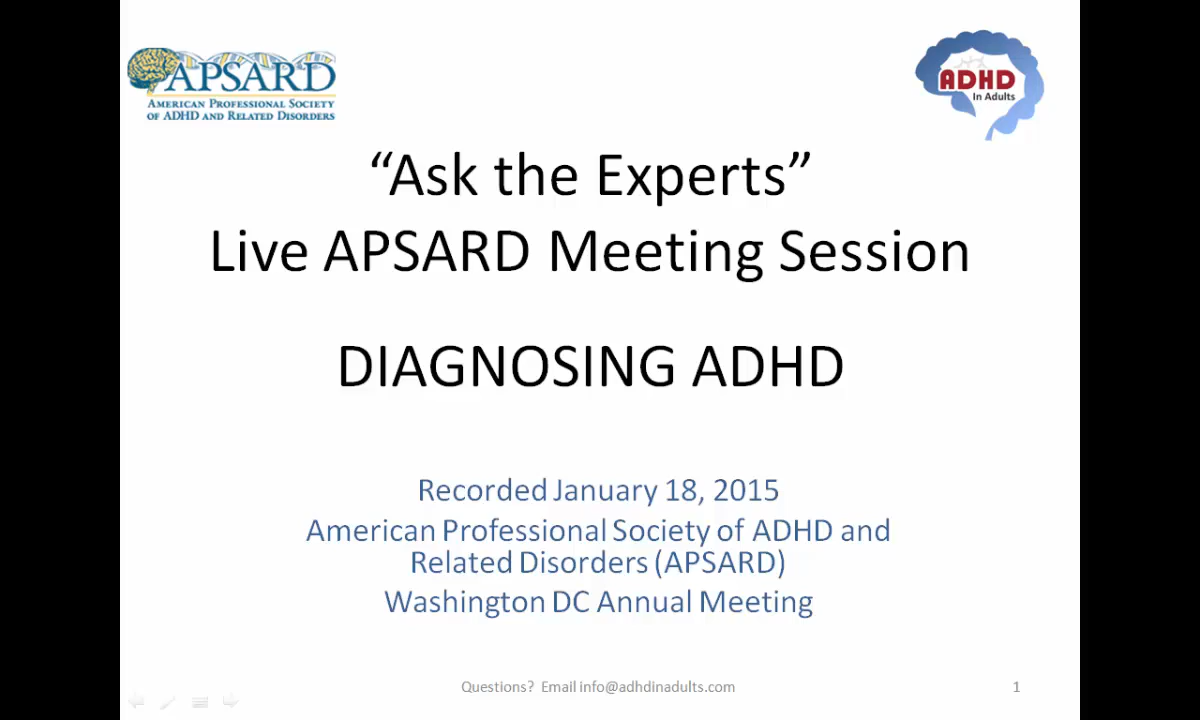 APSARD
AMERICAN PROFESSIONAL SOCIETY
OF ADHD AND RELATED DISORDERS
ADHD
In Adults
“Ask the Experts”
Live APSARD Meeting Session
DIAGNOSING ADHD
Recorded January 18, 2015
American Professional Society of ADHD and
Related Disorders (APSARD)
Washington DC Annual Meeting
Questions? Email info@adhdinadults.com
1